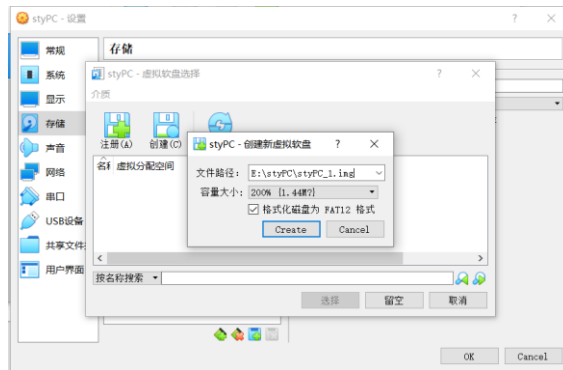 styPC - 设置
常规
系统
显示
存储
声音
网络
串口
USB设备
共享文件
用户界面
存储
styPC - 虚拟软盘选择
介质
注册(A)
创建(C)
虚拟分配空间
styPC - 创建新虚拟软盘
文件路径: E:\styPC\styPC_1.img
容量大小: 200% {1.44M?}
格式化磁盘为 FAT12 格式
Create
Cancel
按名称搜索
选择
留空
取消
OK
Cancel